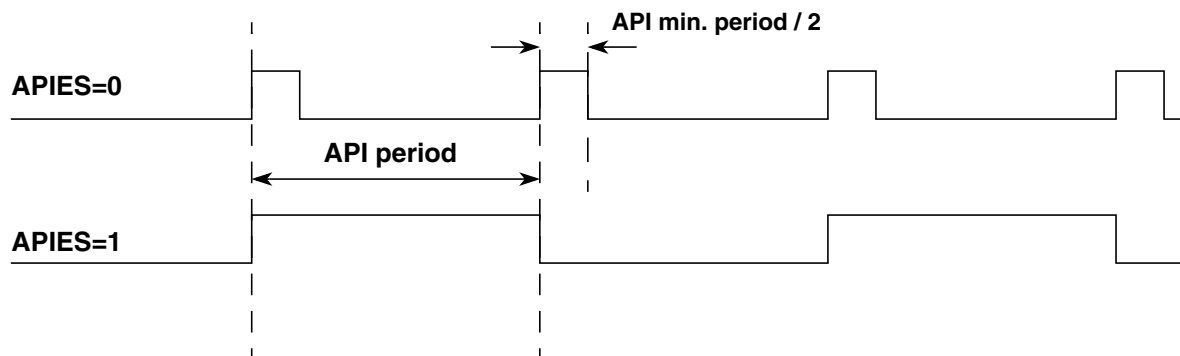 API min. period / 2
APIES=0
API period
APIES=1